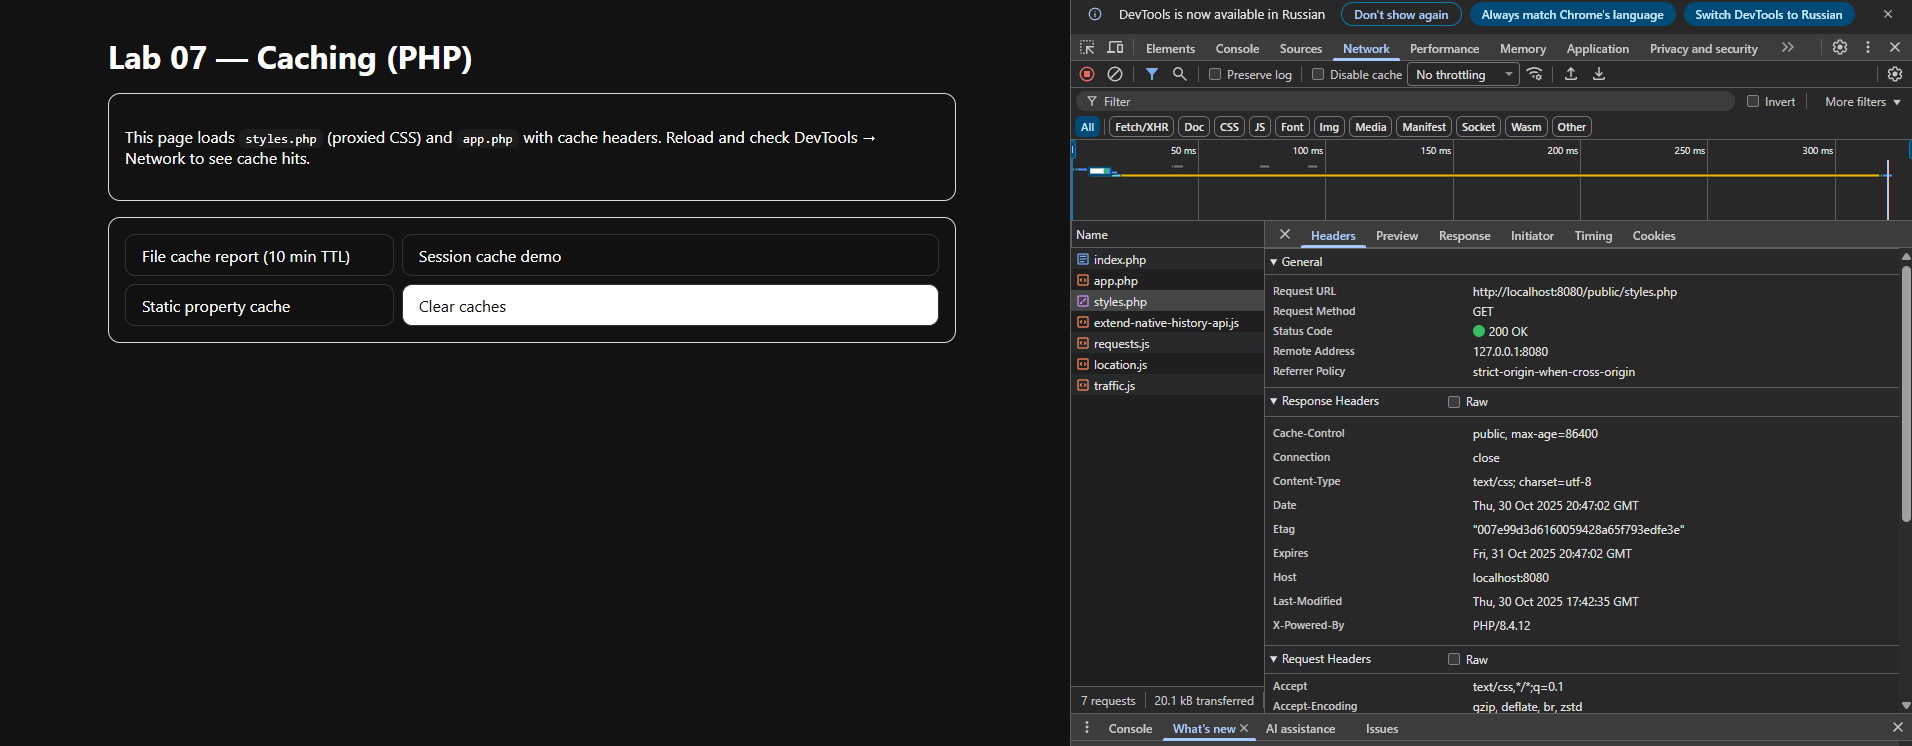 Lab 07 — Caching (PHP)
This page loads styles.php (proxied CSS) and app.php with cache headers. Reload and check DevTools →
Network to see cache hits.
File cache report (10 min TTL)
Session cache demo
Static property cache
Clear caches
DevTools is now available in Russian
Don't show again
Always match Chrome's language
Switch DevTools to Russian
Elements Console Sources Network Performance Memory Application Privacy and security
Preserve log Disable cache No throttling
Filter
Invert More filters
All Fetch/XHR Doc CSS JS Font Img Media Manifest Socket Wasm Other
50 ms 100 ms 150 ms 200 ms 250 ms 300 ms
Name
index.php
app.php
styles.php
extend-native-history-api.js
requests.js
location.js
traffic.js
7 requests 20.1 kB transferred
Headers Preview Response Initiator Timing Cookies
General
Request URL http://localhost:8080/public/styles.php
Request Method GET
Status Code 200 OK
Remote Address 127.0.0.1:8080
Referrer Policy strict-origin-when-cross-origin
Response Headers Raw
Cache-Control public, max-age=86400
Connection close
Content-Type text/css; charset=utf-8
Date Thu, 30 Oct 2025 20:47:02 GMT
Etag "007e99d3d6160059428a65f793edfe3e"
Expires Fri, 31 Oct 2025 20:47:02 GMT
Host localhost:8080
Last-Modified Thu, 30 Oct 2025 17:42:35 GMT
X-Powered-By PHP/8.4.12
Request Headers Raw
Accept text/css,*/*;q=0.1
Accept-Encoding gzip, deflate, br, zstd
Console What's new AI assistance Issues